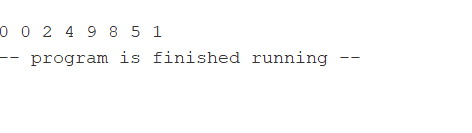 0 0 2 4 9 8 5 1
-- program is finished running --